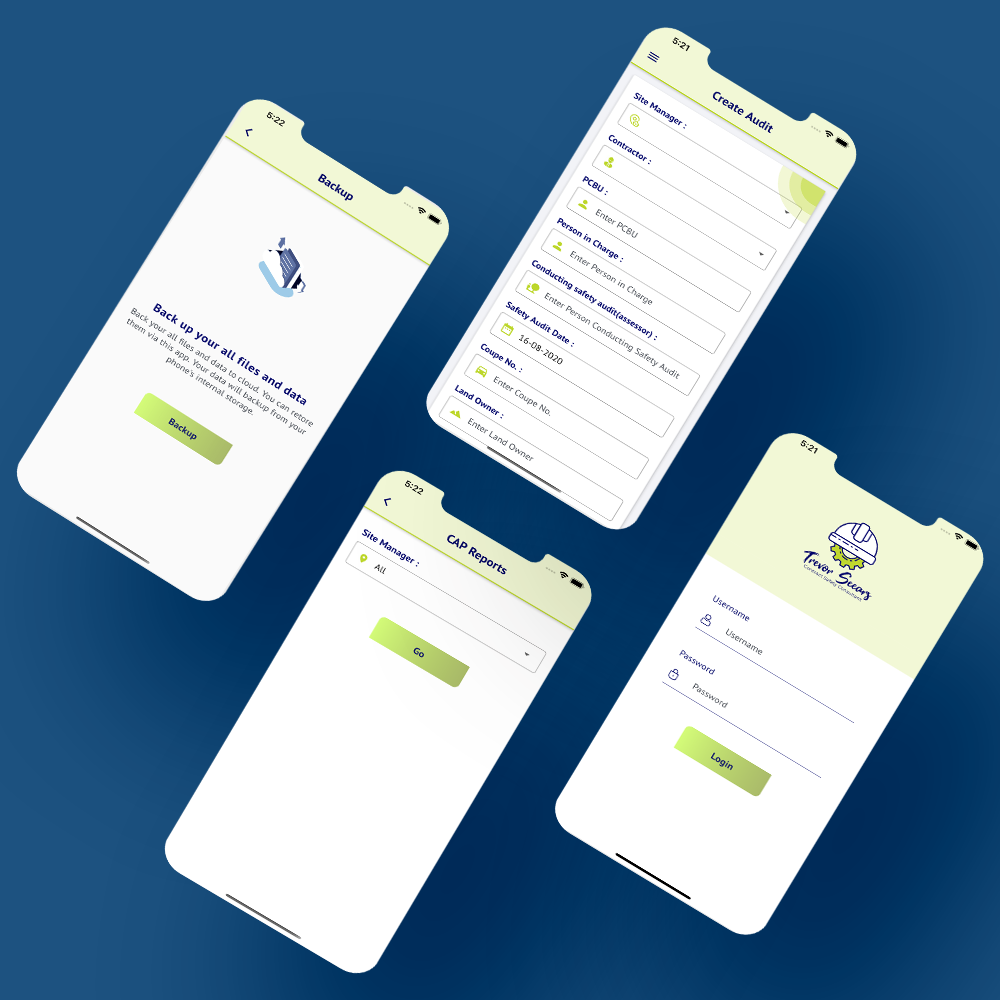 5:22
Backup
Back up your all files and data
Back your all files and data to cloud. You can retore
them via this app. Your data will backup from your
phone's internal storage.
Backup
5:21
Create Audit
Site Manager :
Contractor :
PCBU :
Enter PCBU
Person in Charge :
Enter Person in Charge
Conducting safety audit(assessor) :
Enter Person Conducting Safety Audit
Safety Audit Date :
16-08-2020
Coupe No. :
Enter Coupe No.
Land Owner :
Enter Land Owner
5:22
CAP Reports
Site Manager :
All
Go
5:21
Trevor Sicers
Contract Safety Consultants
Username
Username
Password
Password
Login